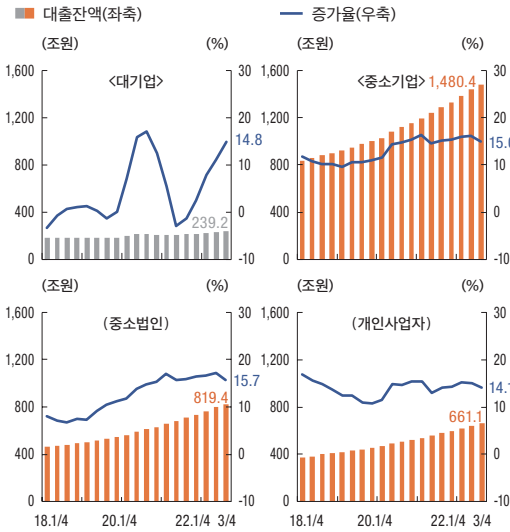 대출잔액(좌축) 증가율(우축)
(조원) (%) (조원) (%)
<대기업> <중소기업>
1,600 30 1,600 30
1,480.4
1,200 20 1,200 20
14.8 15.0
800 10 800 10
400 0 400 0
239.2
0 -10 0 -10
(조원) (%) (조원) (%)
(중소법인) (개인사업자)
1,600 30 1,600 30
1,200 20 1,200 20
15.7 14.1
800 10 800 10
819.4 661.1
400 0 400 0
0 -10 0 -10
18.1/4 20.1/4 22.1/4 3/4 18.1/4 20.1/4 22.1/4 3/4